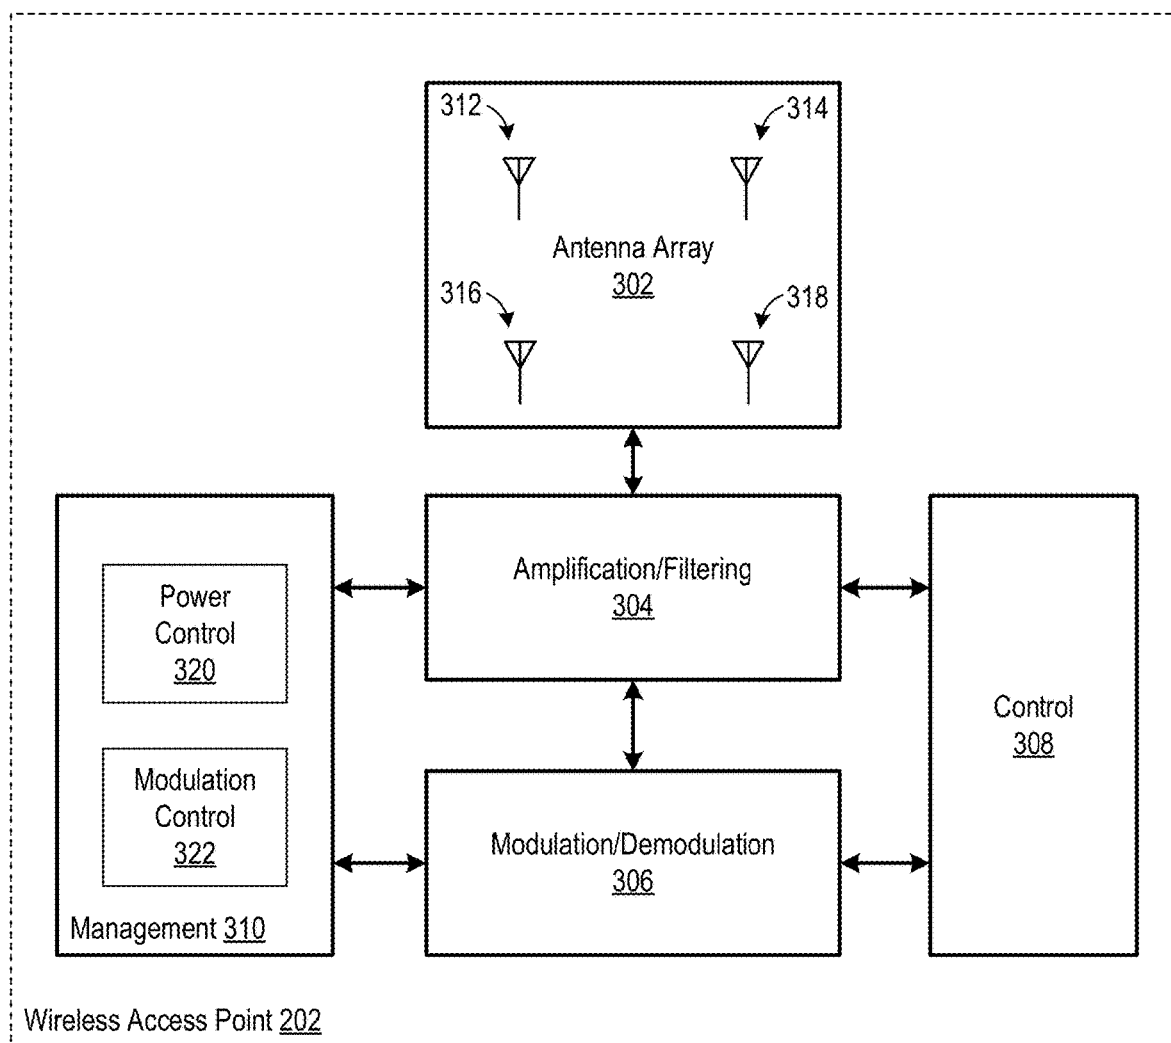 312
314
Antenna Array
302
316
318
Power
Control
320
Amplification/Filtering
304
Control
308
Modulation
Control
322
Modulation/Demodulation
306
Management 310
Wireless Access Point 202